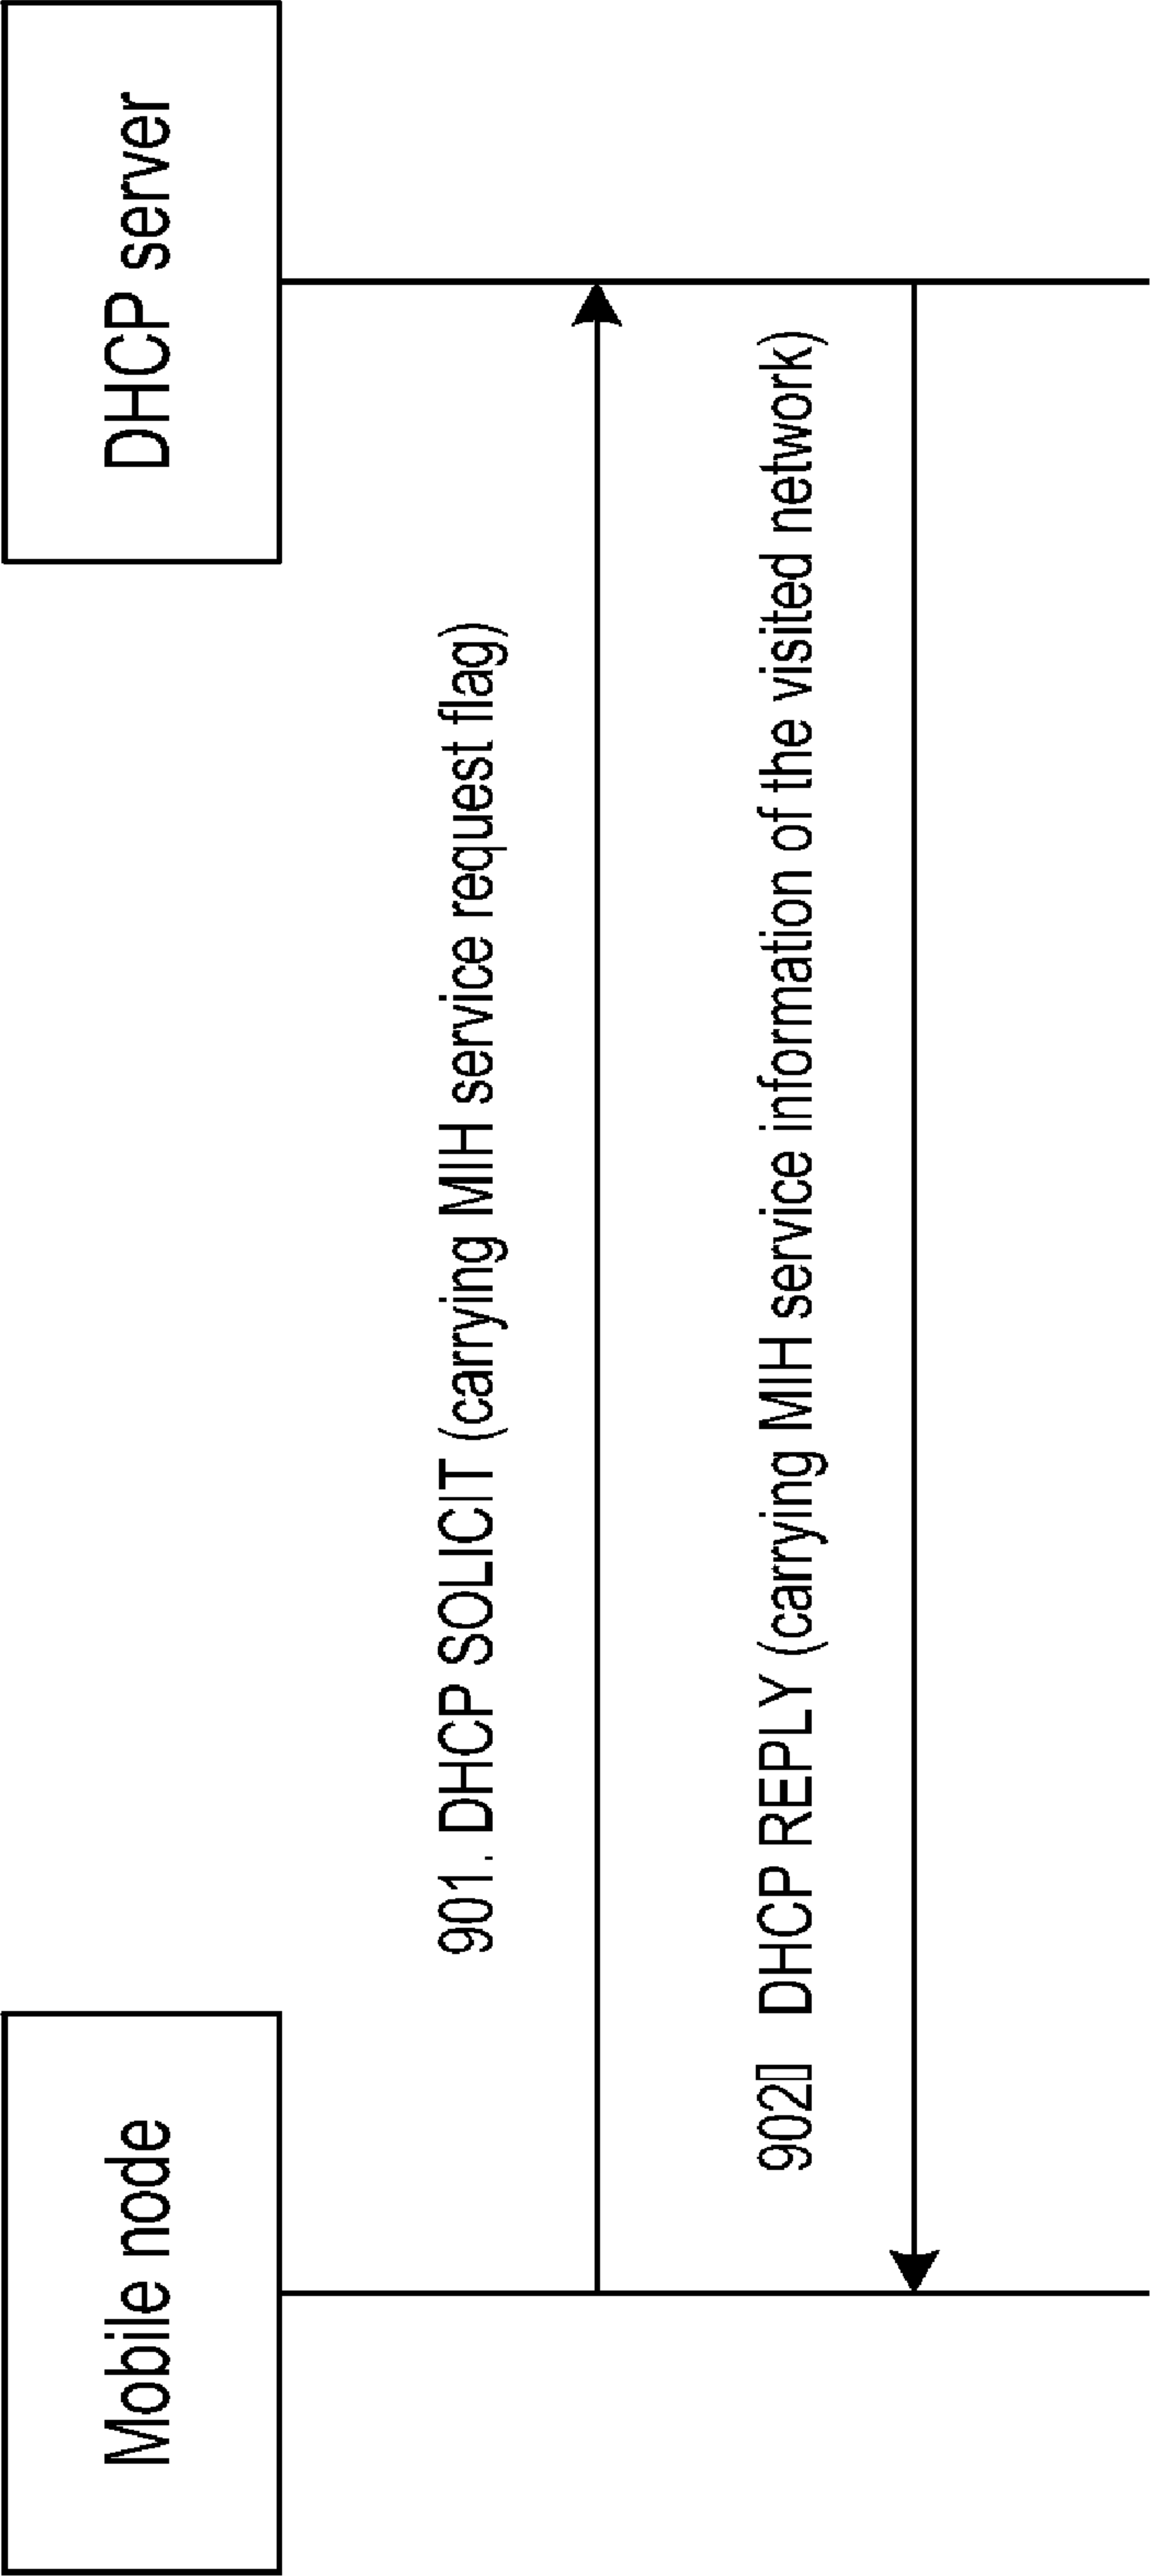 Mobile node
DHCP server
901. DHCP SOLICIT (carrying MIH service request flag)
902▯ DHCP REPLY (carrying MIH service information of the visited network)